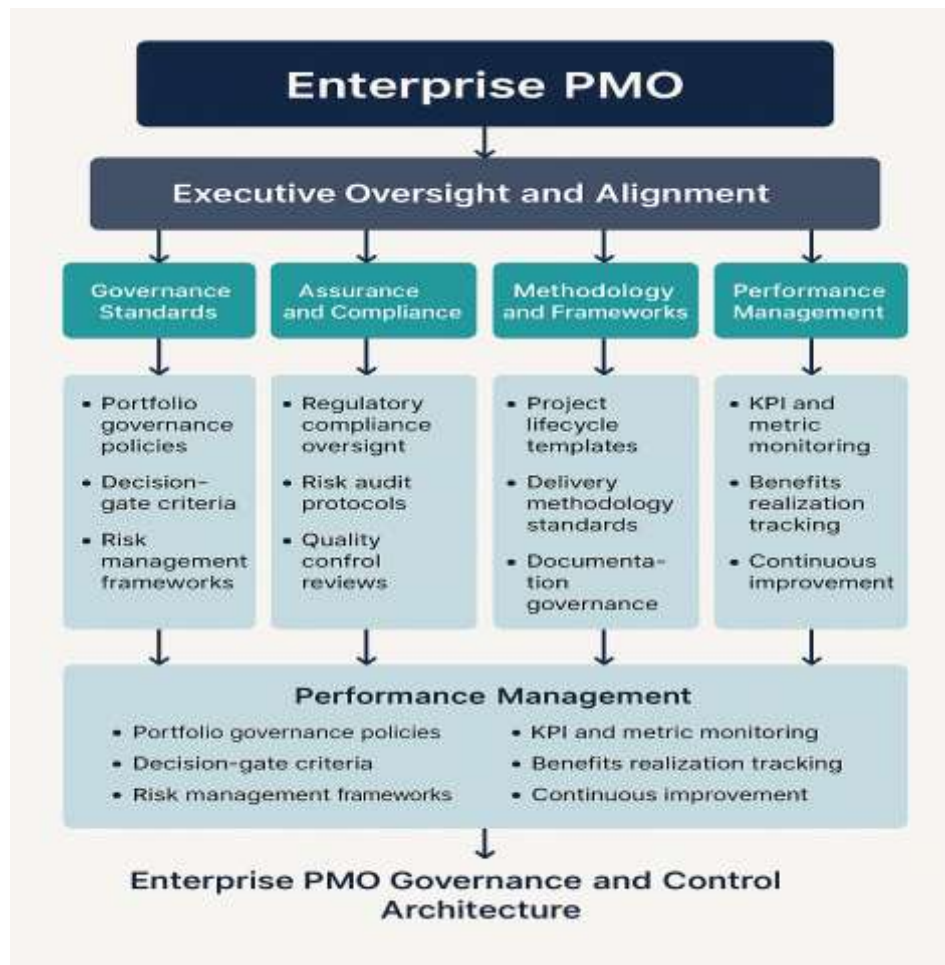 Enterprise PMO
Executive Oversight and Alignment
Governance
Standards
Assurance
and Compliance
Methodology
and Frameworks
Performance
Management
• Portfolio
governance
policies
• Decision-
gate criteria
• Risk
management
frameworks
• Regulatory
compliance
oversignt
• Risk audit
protocols
• Quality
confrol
reviews
• Project
lifecycle
templates
• Delivery
methodology
standards
• Documenta-
tion
governance
• KPI and
metric
monitoring
• Benefits
realization
tracking
• Continuous
improvement
Performance Management
• Portfolio governance policies
• Decision-gate criteria
• Risk management frameworks
• KPI and metric monitoring
• Benefits realization tracking
• Continuous improvement
Enterprise PMO Governance and Control
Architecture